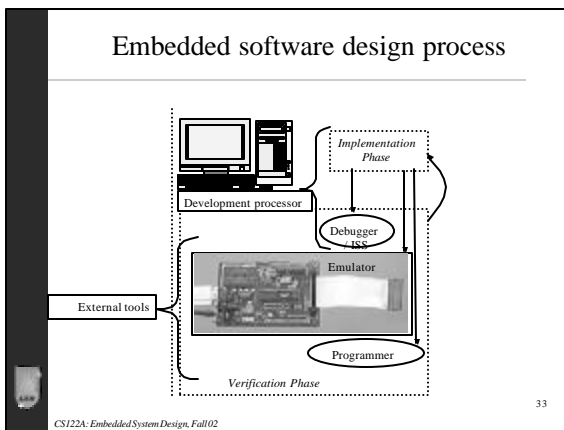 Embedded software design process
Implementation
Phase
Development processor
Debugger
/ ISS
Emulator
External tools
Programmer
Verification Phase
33
CS122A: Embedded System Design, Fall 02